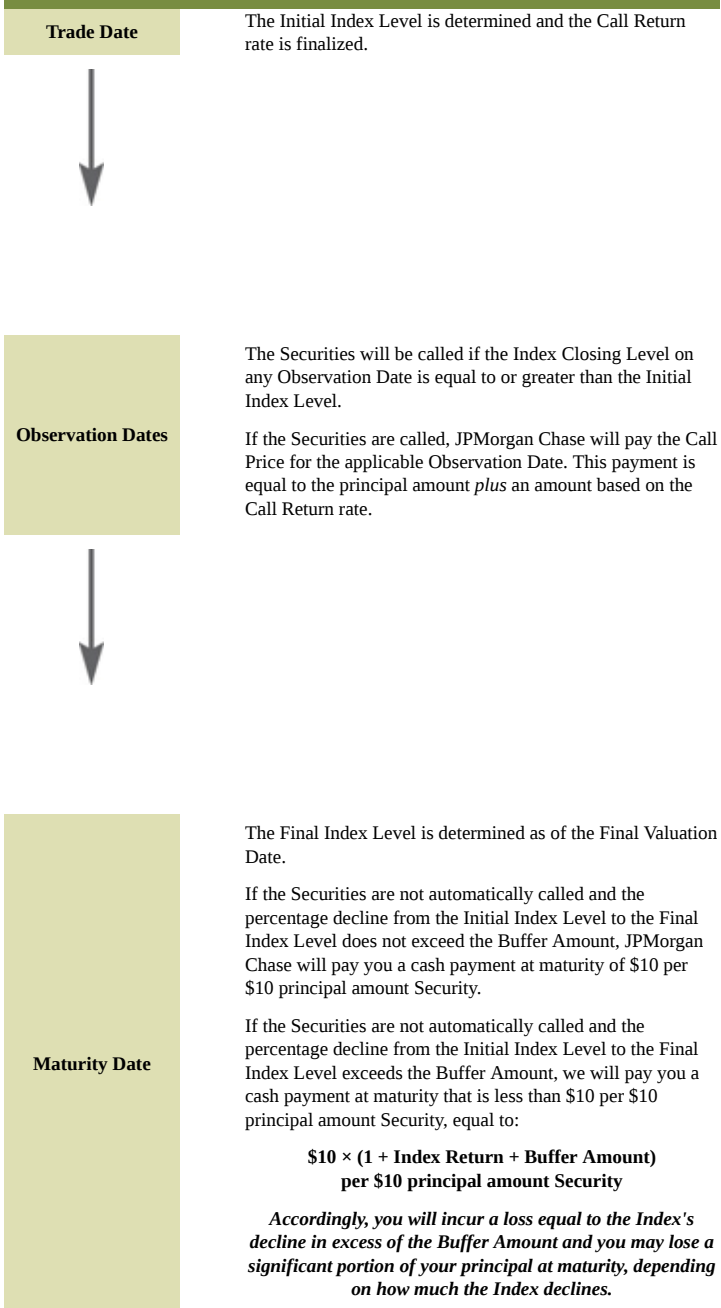 Trade Date
The Initial Index Level is determined and the Call Return
rate is finalized.
Observation Dates
The Securities will be called if the Index Closing Level on
any Observation Date is equal to or greater than the Initial
Index Level.
If the Securities are called, JPMorgan Chase will pay the Call
Price for the applicable Observation Date. This payment is
equal to the principal amount plus an amount based on the
Call Return rate.
Maturity Date
The Final Index Level is determined as of the Final Valuation
Date.
If the Securities are not automatically called and the
percentage decline from the Initial Index Level to the Final
Index Level does not exceed the Buffer Amount, JPMorgan
Chase will pay you a cash payment at maturity of $10 per
$10 principal amount Security.
If the Securities are not automatically called and the
percentage decline from the Initial Index Level to the Final
Index Level exceeds the Buffer Amount, we will pay you a
cash payment at maturity that is less than $10 per $10
principal amount Security, equal to:
$10 × (1 + Index Return + Buffer Amount)
per $10 principal amount Security
Accordingly, you will incur a loss equal to the Index's
decline in excess of the Buffer Amount and you may lose a
significant portion of your principal at maturity, depending
on how much the Index declines.